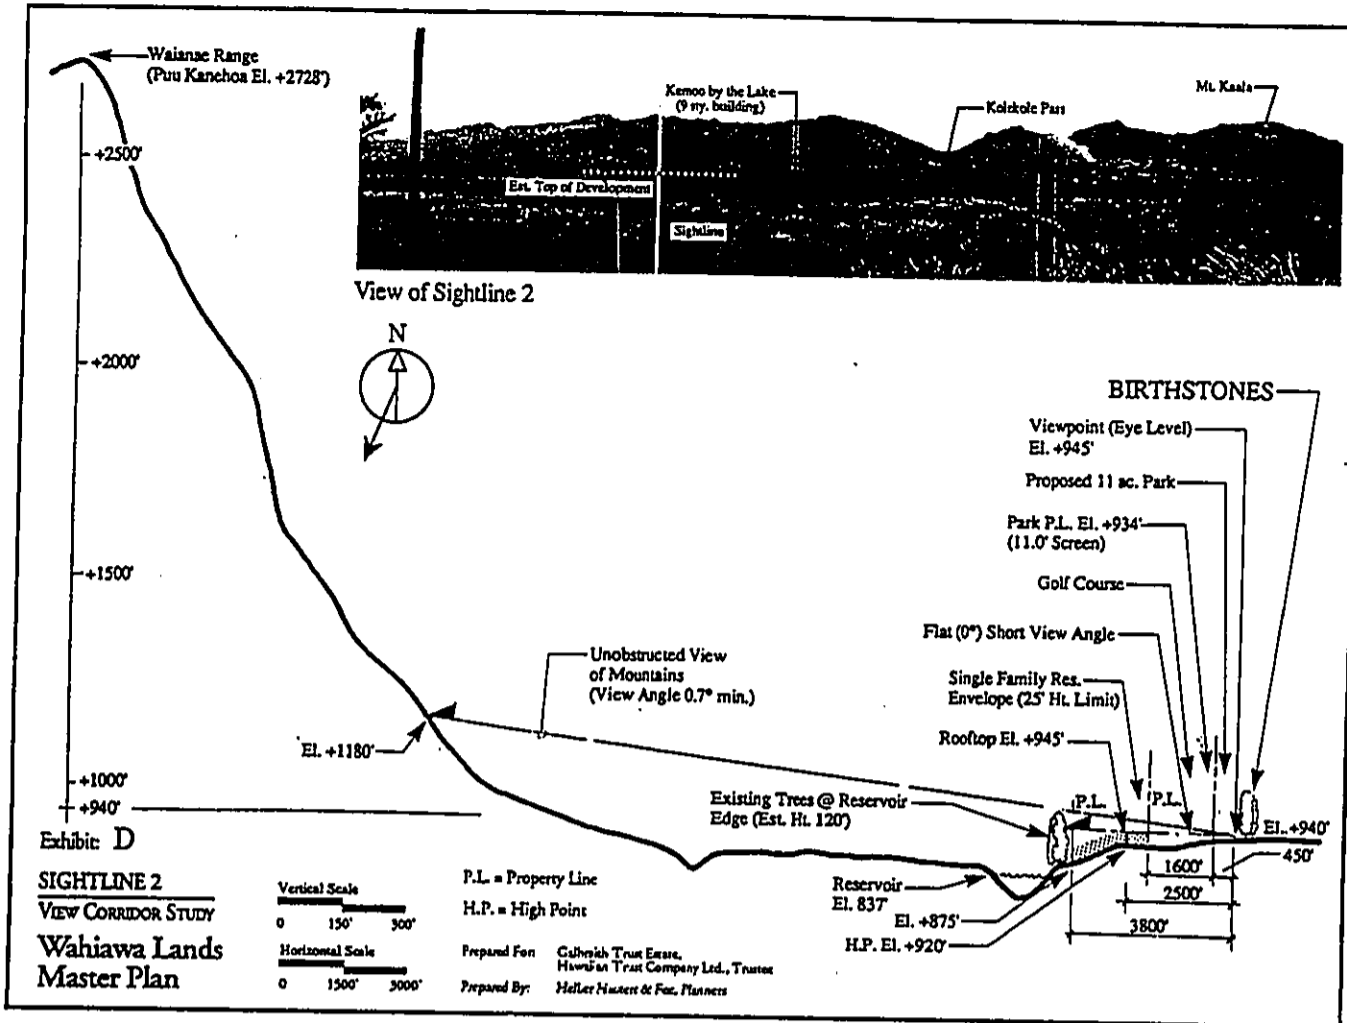 Waianae Range
(Puu Kanehoa El. +2728')
+2500'
+2000'
+1500'
+1000'
+940'
Kemoo by the Lake
(9 sty. building)
Kolekole Pass
Mt. Kaala
Est. Top of Development
Sightline
View of Sightline 2
N
BIRTHSTONES
Viewpoint (Eye Level)
El. +945'
Proposed 11 ac. Park
Park P.L. El. +934'
(11.0' Screen)
Golf Course
Flat (0°) Short View Angle
Single Family Res.
Envelope (25' Ht. Limit)
Rooftop El. +945'
Unobstructed View
of Mountains
(View Angle 0.7° min.)
El. +1180'
Existing Trees @ Reservoir
Edge (Est. Ht. 120')
P.L.
P.L.
El. +940'
450'
1600'
2500'
3800'
Reservoir
El. 837'
El. +875'
H.P. El. +920'
Exhibit: D
SIGHTLINE 2
VIEW CORRIDOR STUDY
Wahiawa Lands
Master Plan
Vertical Scale
0 150' 300'
Horizontal Scale
0 1500' 3000'
P.L. = Property Line
H.P. = High Point
Prepared For: Galbraith Trust Estate,
Hawaiian Trust Company Ltd., Trustee
Prepared By: Helber Hastert & Fee, Planners